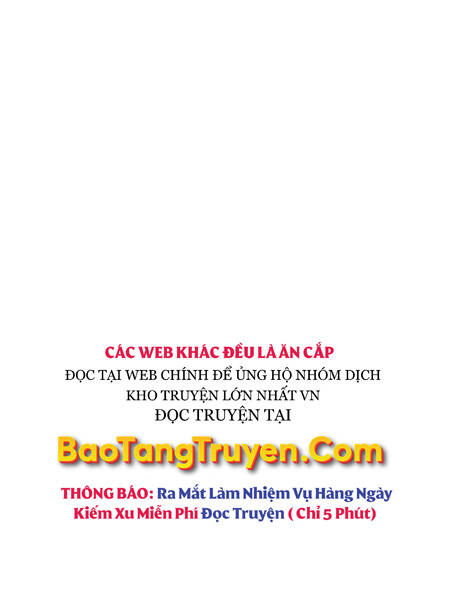 CÁC WEB KHÁC ĐỀU LÀ ĂN CẮP
ĐỌC TẠI WEB CHÍNH ĐỂ ỦNG HỘ NHÓM DỊCH
KHO TRUYỆN LỚN NHẤT VN
ĐỌC TRUYỆN TẠI
BaoTangTruyen.Com
THÔNG BÁO: Ra Mắt Làm Nhiệm Vụ Hàng Ngày
Kiếm Xu Miễn Phí Đọc Truyện ( Chỉ 5 Phút)